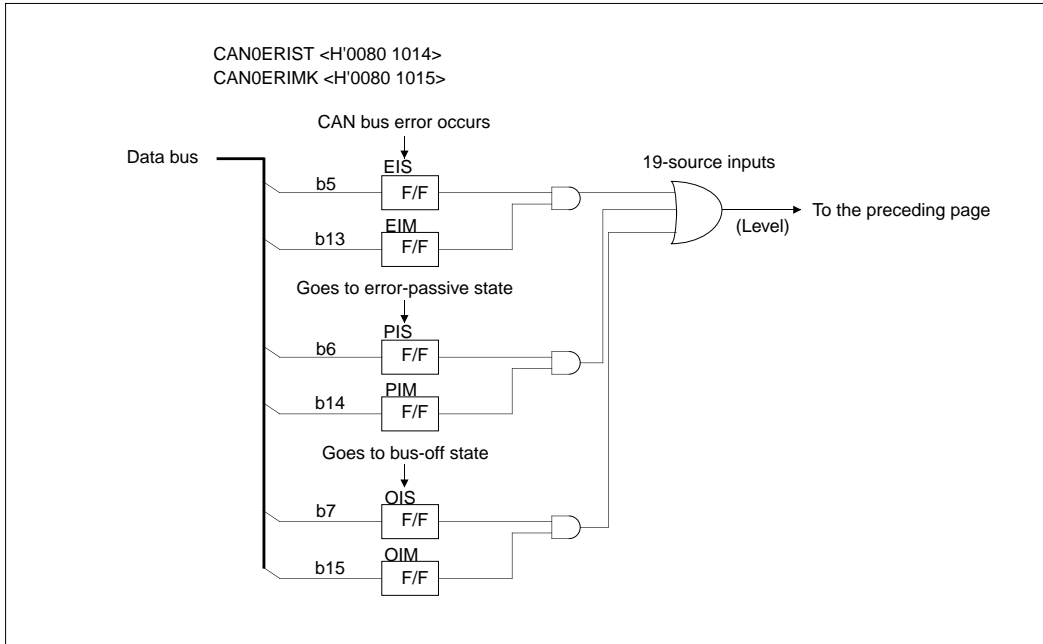 CAN0ERIST <H'0080 1014>
CAN0ERIMK <H'0080 1015>
CAN bus error occurs
Data bus
19-source inputs
EIS
b5
F/F
To the preceding page
(Level)
EIM
b13
F/F
Goes to error-passive state
PIS
b6
F/F
PIM
b14
F/F
Goes to bus-off state
OIS
b7
F/F
OIM
b15
F/F